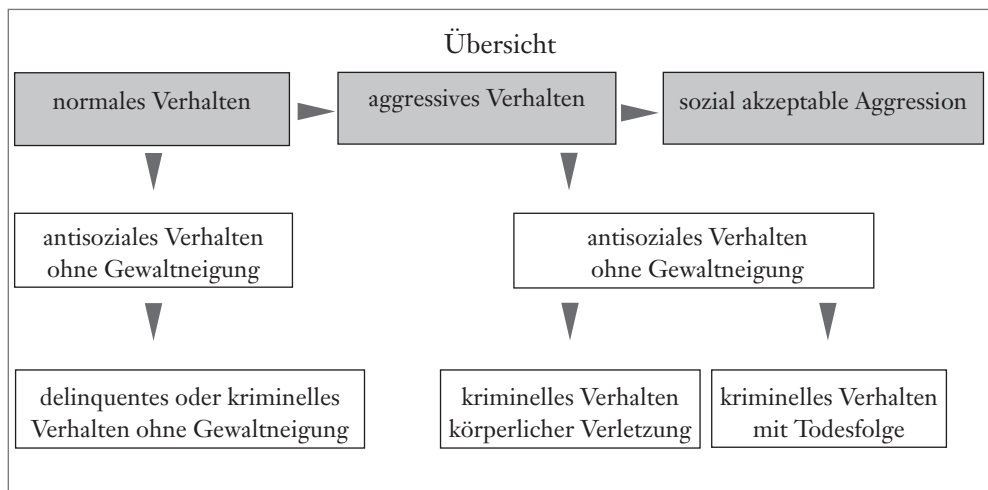 Übersicht
normales Verhalten
aggressives Verhalten
sozial akzeptable Aggression
antisoziales Verhalten
ohne Gewaltneigung
antisoziales Verhalten
ohne Gewaltneigung
delinquentes oder kriminelles
Verhalten ohne Gewaltneigung
kriminelles Verhalten
körperlicher Verletzung
kriminelles Verhalten
mit Todesfolge